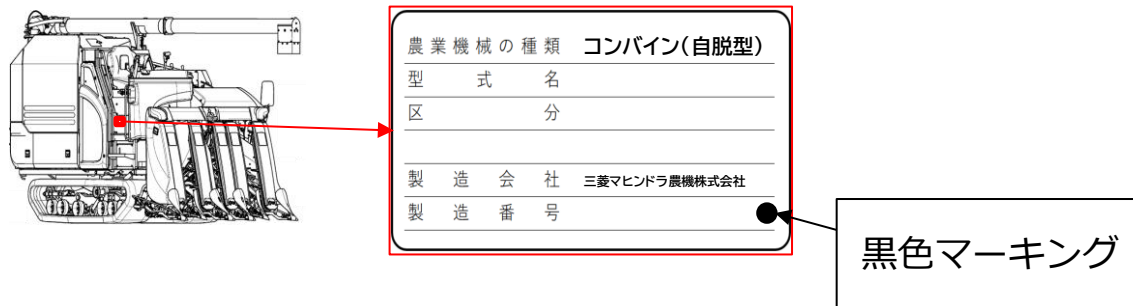 農業機械の種類 コンバイン(自脱型)
型式名
区分
製造会社 三菱マヒンドラ農機株式会社
製造番号
黒色マーキング